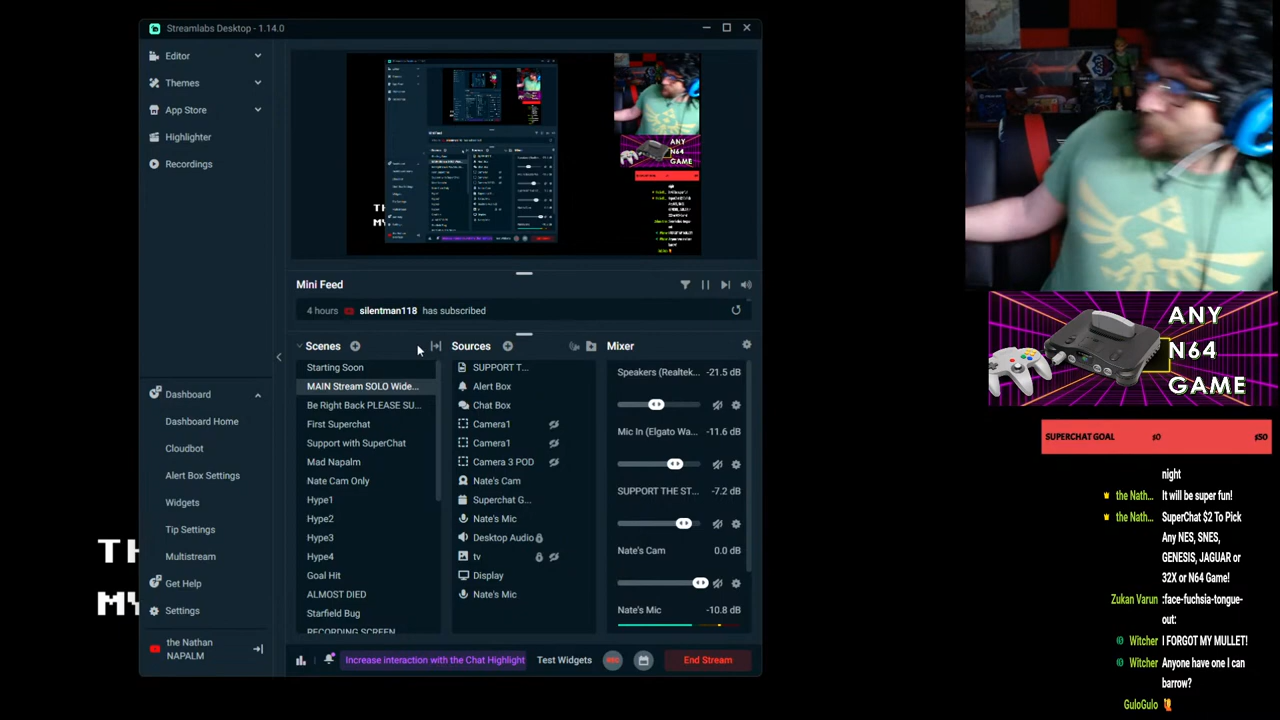 Streamlabs Desktop - 1.14.0
Editor
Themes
App Store
Highlighter
Recordings
Dashboard
Dashboard Home
Cloudbot
Alert Box Settings
Widgets
Tip Settings
Multistream
Get Help
Settings
the Nathan
NAPALM
ANY
N64
GAME
Mini Feed
4 hours silentman118 has subscribed
Scenes
Starting Soon
MAIN Stream SOLO Wide...
Be Right Back PLEASE SU...
First Superchat
Support with SuperChat
Mad Napalm
Nate Cam Only
Hype1
Hype2
Hype3
Hype4
Goal Hit
ALMOST DIED
Starfield Bug
RECORDING SCREEN
Sources
SUPPORT T...
Alert Box
Chat Box
Camera1
Camera1
Camera 3 POD
Nate's Cam
Superchat G...
Nate's Mic
Desktop Audio
tv
Display
Nate's Mic
Mixer
Speakers (Realtek... -21.5 dB
Mic In (Elgato Wa... -11.6 dB
SUPPORT THE ST... -7.2 dB
Nate's Cam 0.0 dB
Nate's Mic -10.8 dB
Increase interaction with the Chat Highlight
Test Widgets
REC
End Stream
TH
MY
ANY
N64
GAME
SUPERCHAT GOAL $0 $50
night
the Nath... It will be super fun!
the Nath... SuperChat $2 To Pick
Any NES, SNES,
GENESIS, JAGUAR or
32X or N64 Game!
Zukan Varun :face-fuchsia-tongue-
out:
Witcher I FORGOT MY MULLET!
Witcher Anyone have one I can
barrow?
GuloGulo